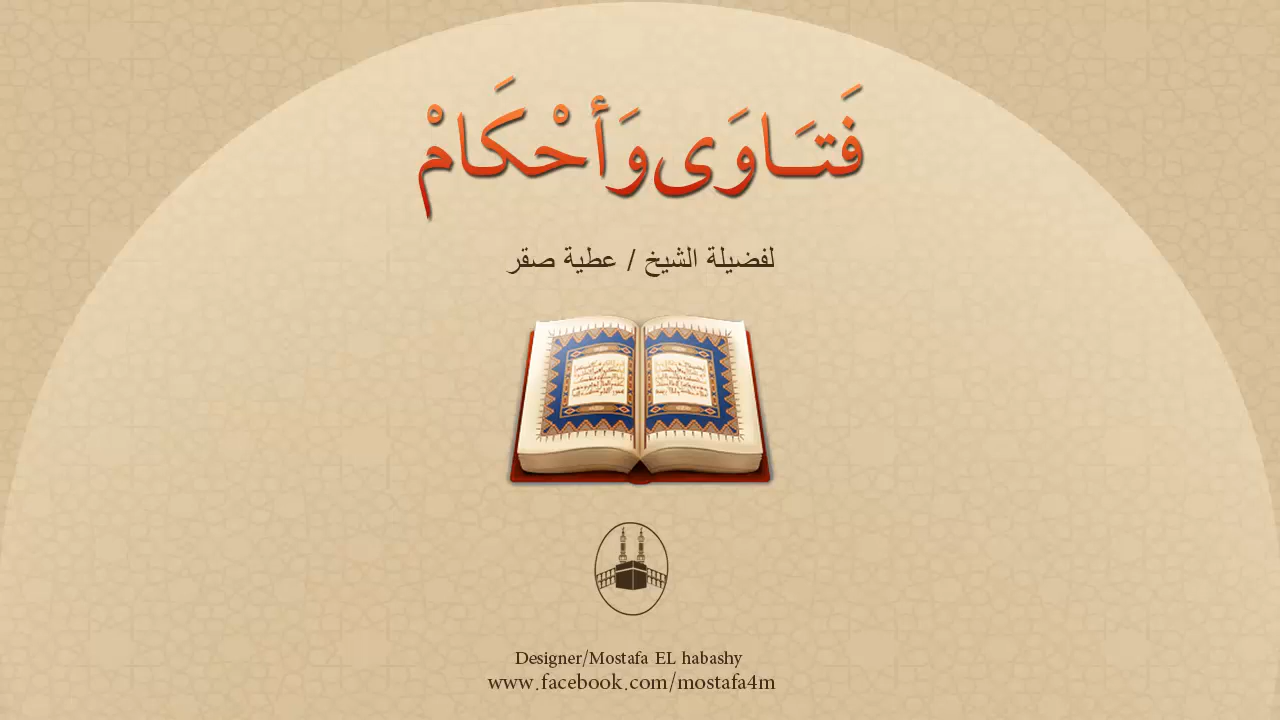 فَتَاوَى وَأَحْكَامْ
لفضيلة الشيخ / عطية صقر
Designer/Mostafa EL habashy
www.facebook.com/mostafa4m